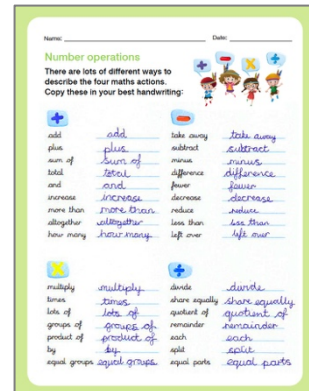 Name: Date:
Number operations
There are lots of different ways to
describe the four maths actions.
Copy these in your best handwriting:
+
add add
plus plus
sum of sum of
total total
and and
increase increase
more than more than
altogether altogether
how many how many
−
take away take away
subtract subtract
minus minus
difference difference
fewer fewer
decrease decrease
reduce reduce
less than less than
left over left over
×
multiply multiply
times times
lots of lots of
groups of groups of
product of product of
by by
equal groups equal groups
÷
divide divide
share equally share equally
quotient of quotient of
remainder remainder
each each
split split
equal parts equal parts